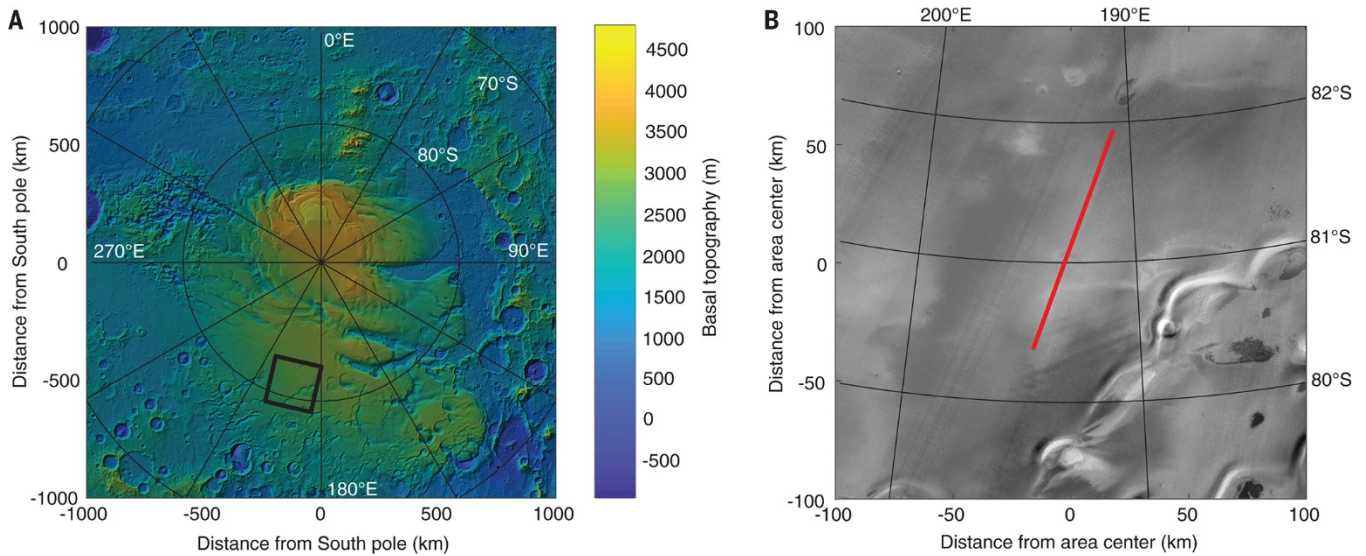 A
1000
500
0
-500
-1000
Distance from South pole (km)
0°E
70°S
80°S
270°E
90°E
180°E
-1000
-500
0
500
1000
Distance from South pole (km)
4500
4000
3500
3000
2500
2000
1500
1000
500
0
-500
Basal topography (m)
B
200°E
190°E
100
50
0
-50
-100
Distance from area center (km)
82°S
81°S
80°S
-100
-50
0
50
100
Distance from area center (km)